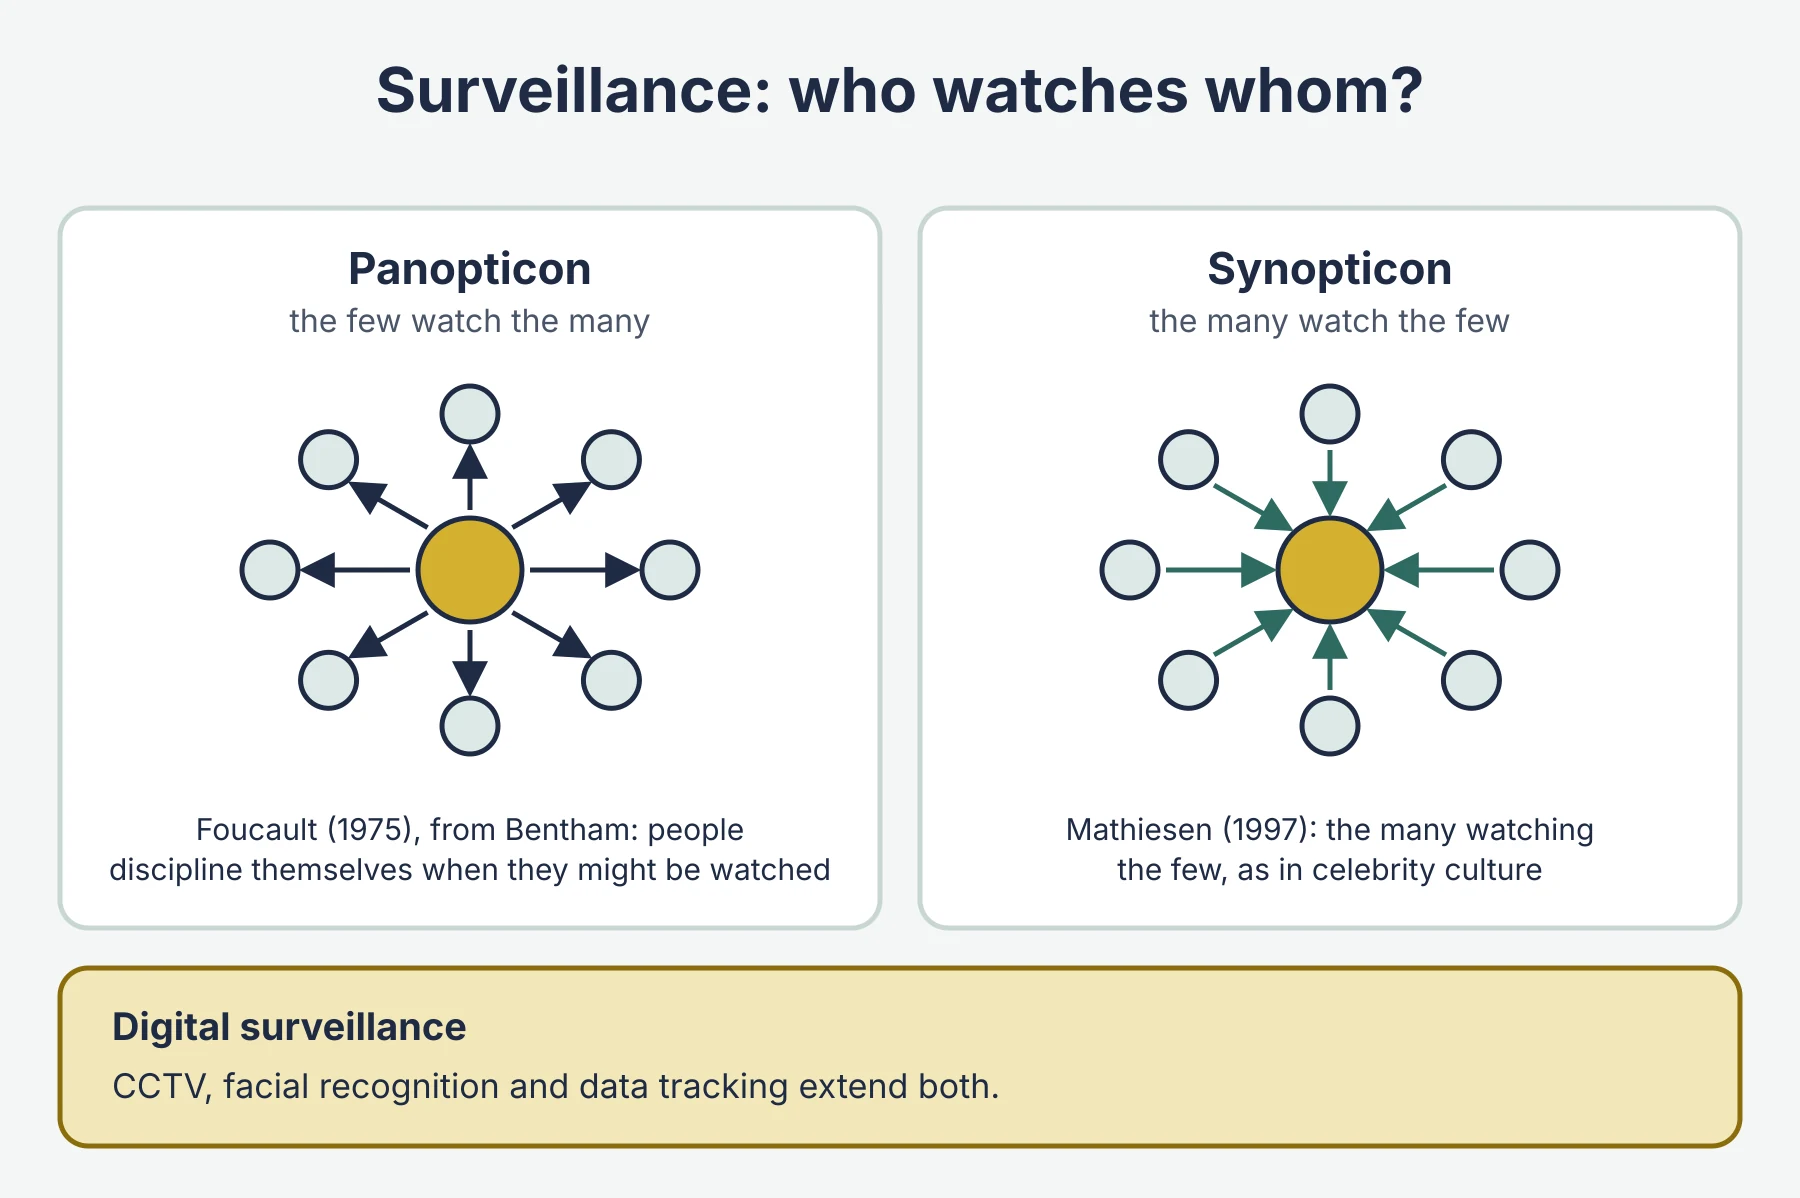 Surveillance: who watches whom?
Panopticon
the few watch the many
Foucault (1975), from Bentham: people
discipline themselves when they might be watched
Synopticon
the many watch the few
Mathiesen (1997): the many watching
the few, as in celebrity culture
Digital surveillance
CCTV, facial recognition and data tracking extend both.